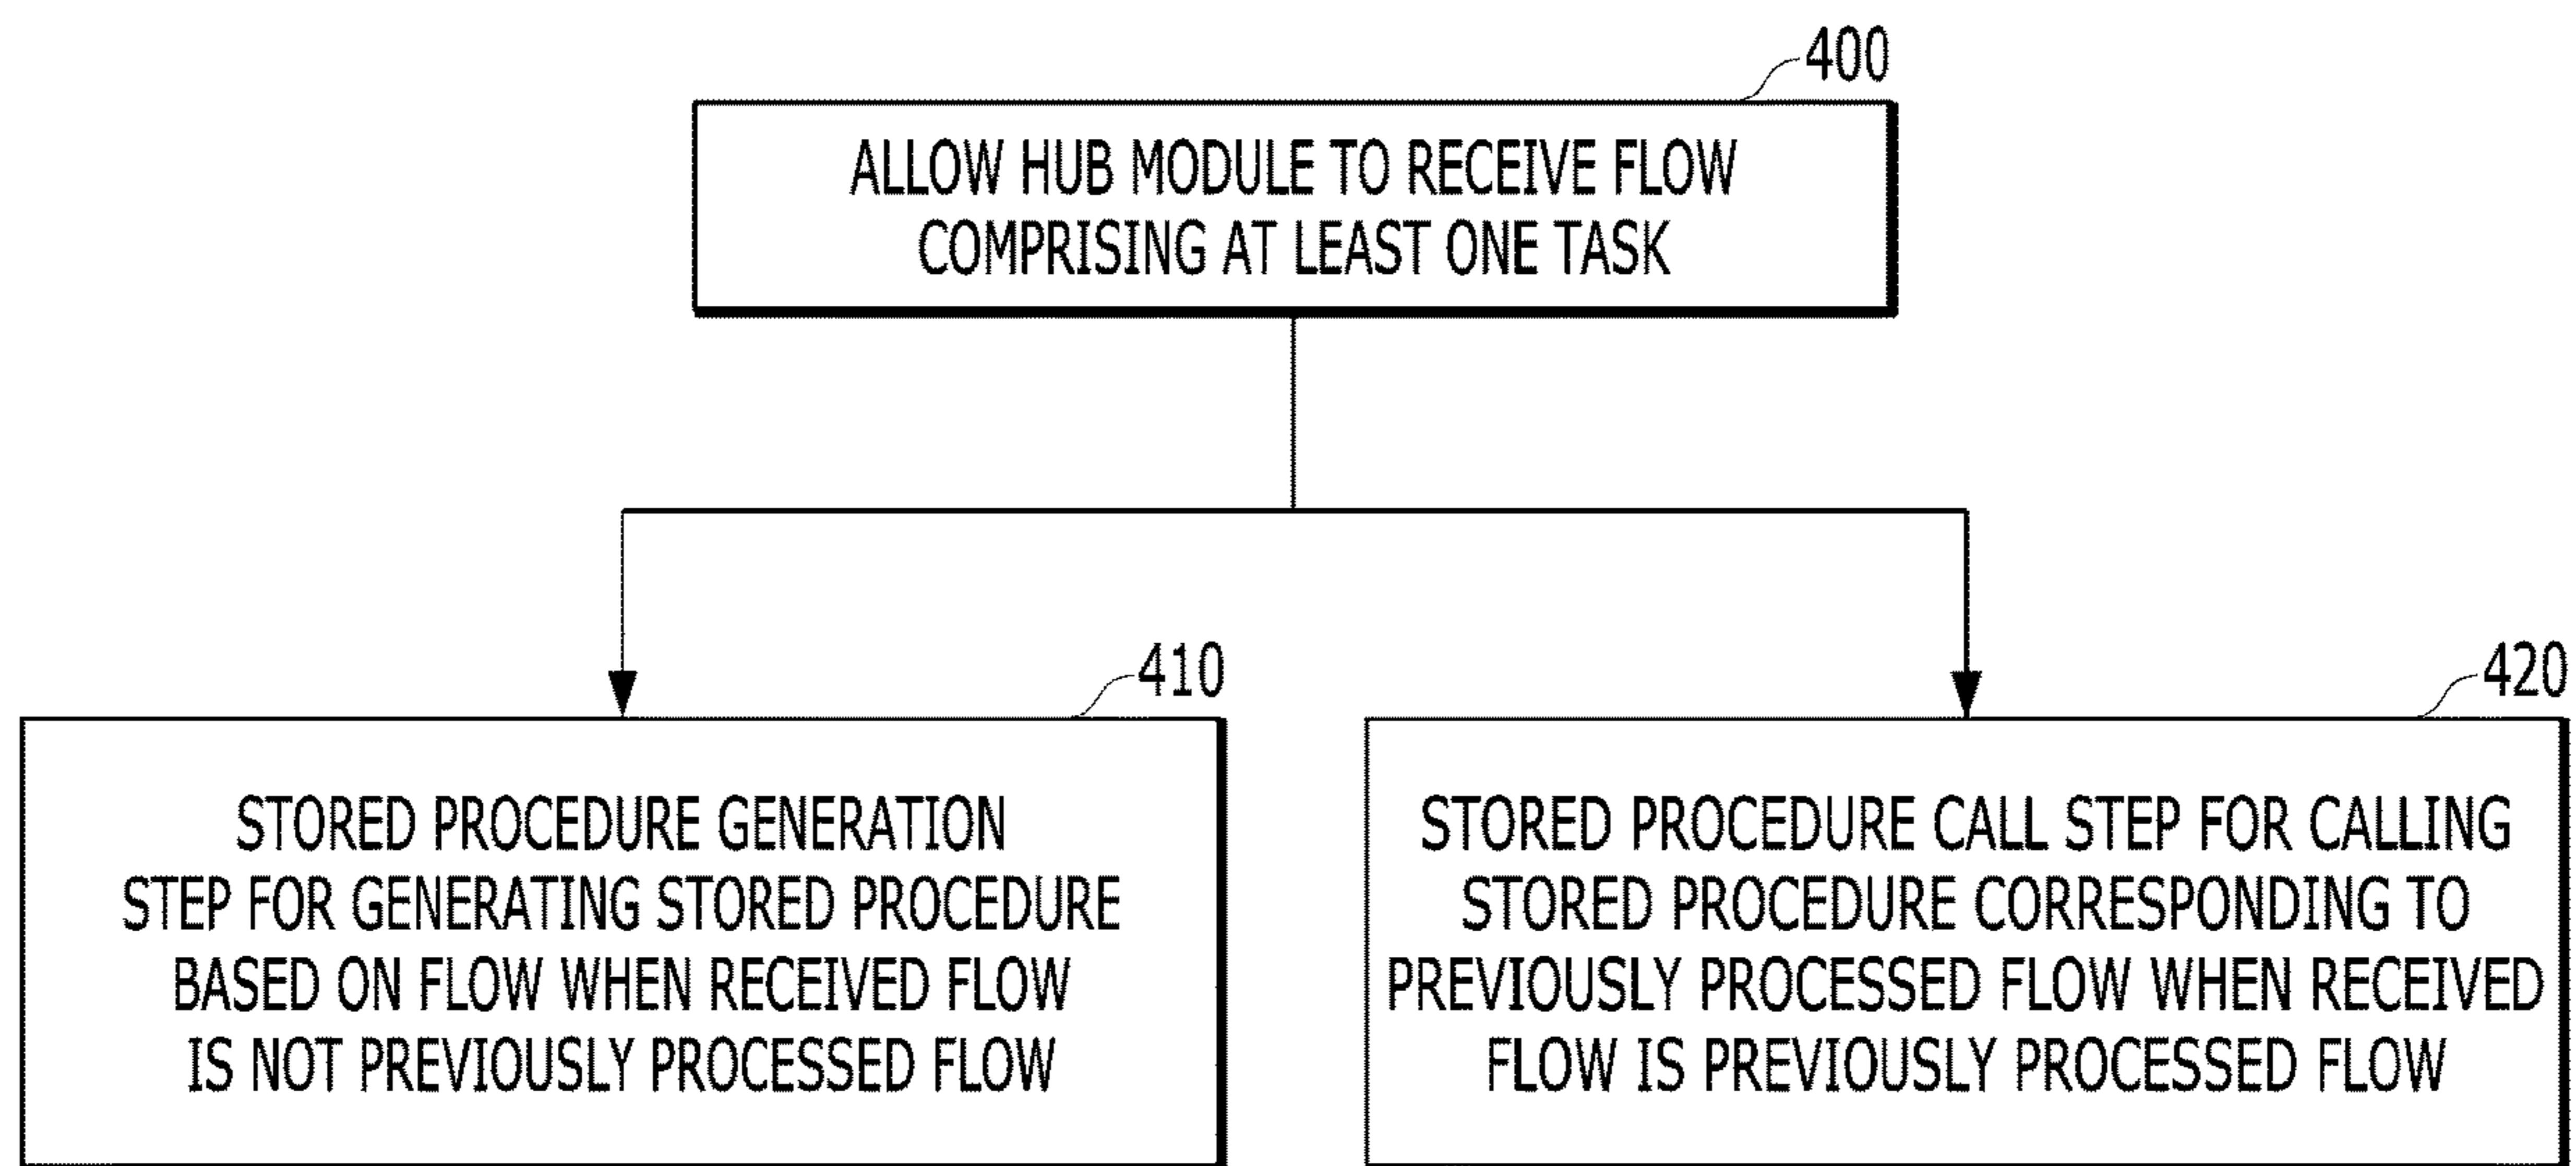 400
ALLOW HUB MODULE TO RECEIVE FLOW
COMPRISING AT LEAST ONE TASK
410
STORED PROCEDURE GENERATION
STEP FOR GENERATING STORED PROCEDURE
BASED ON FLOW WHEN RECEIVED FLOW
IS NOT PREVIOUSLY PROCESSED FLOW
420
STORED PROCEDURE CALL STEP FOR CALLING
STORED PROCEDURE CORRESPONDING TO
PREVIOUSLY PROCESSED FLOW WHEN RECEIVED
FLOW IS PREVIOUSLY PROCESSED FLOW